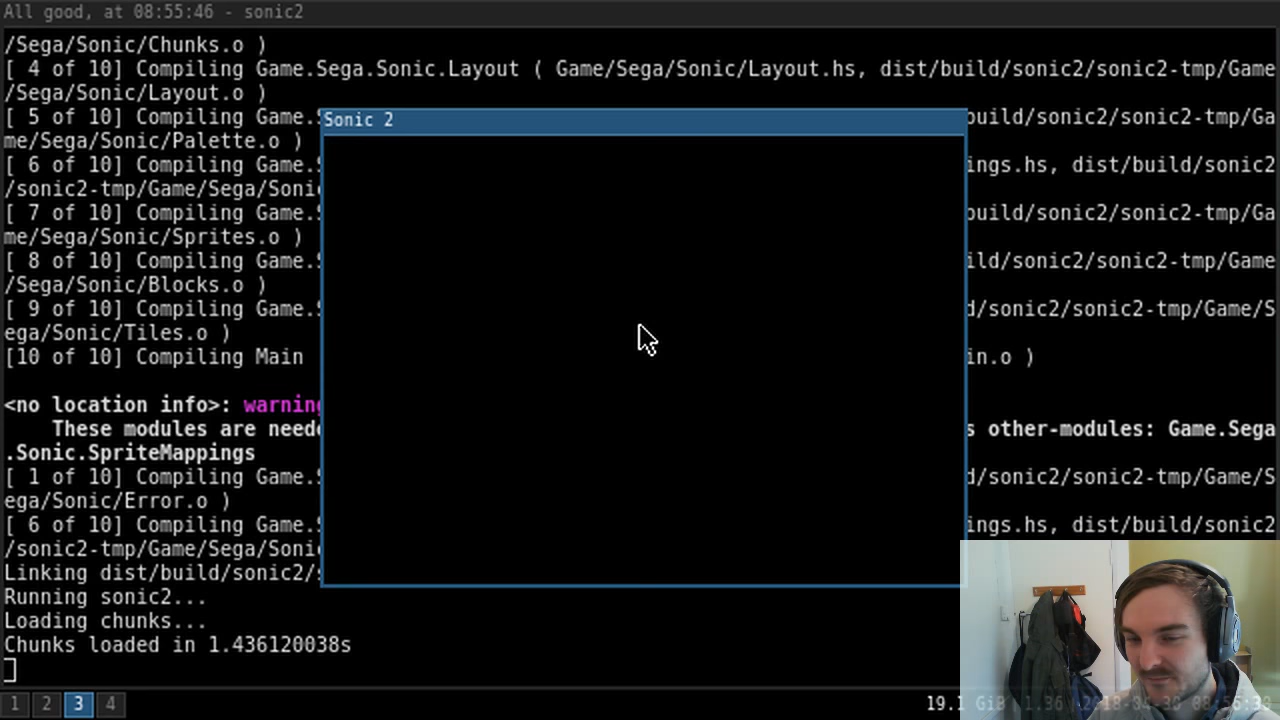 All good, at 08:55:46 - sonic2
/Sega/Sonic/Chunks.o )
[ 4 of 10] Compiling Game.Sega.Sonic.Layout ( Game/Sega/Sonic/Layout.hs, dist/build/sonic2/sonic2-tmp/Game
/Sega/Sonic/Layout.o )
[ 5 of 10] Compiling Game. build/sonic2/sonic2-tmp/Ga
me/Sega/Sonic/Palette.o )
[ 6 of 10] Compiling Game. ings.hs, dist/build/sonic2
/sonic2-tmp/Game/Sega/Soni
[ 7 of 10] Compiling Game. build/sonic2/sonic2-tmp/Ga
me/Sega/Sonic/Sprites.o )
[ 8 of 10] Compiling Game. ild/sonic2/sonic2-tmp/Game
/Sega/Sonic/Blocks.o )
[ 9 of 10] Compiling Game. d/sonic2/sonic2-tmp/Game/S
ega/Sonic/Tiles.o )
[10 of 10] Compiling Main in.o )
<no location info>: warning
These modules are need s other-modules: Game.Sega
.Sonic.SpriteMappings
[ 1 of 10] Compiling Game. d/sonic2/sonic2-tmp/Game/S
ega/Sonic/Error.o )
[ 6 of 10] Compiling Game. ings.hs, dist/build/sonic2
/sonic2-tmp/Game/Sega/Soni
Linking dist/build/sonic2/
Running sonic2...
Loading chunks...
Chunks loaded in 1.436120038s
Sonic 2
1 2 3 4
19.1 GiB 1.36